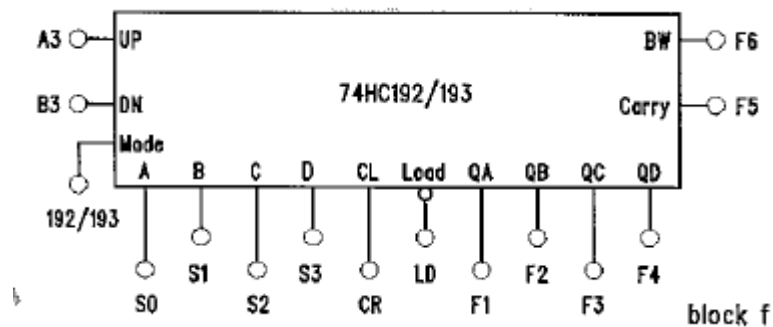 A3 UP BW F6
74HC192/193
B3 DN Carry F5
Mode
A B C D CL Load QA QB QC QD
192/193
S1 S3 LD F2 F4
S0 S2 CR F1 F3
block f